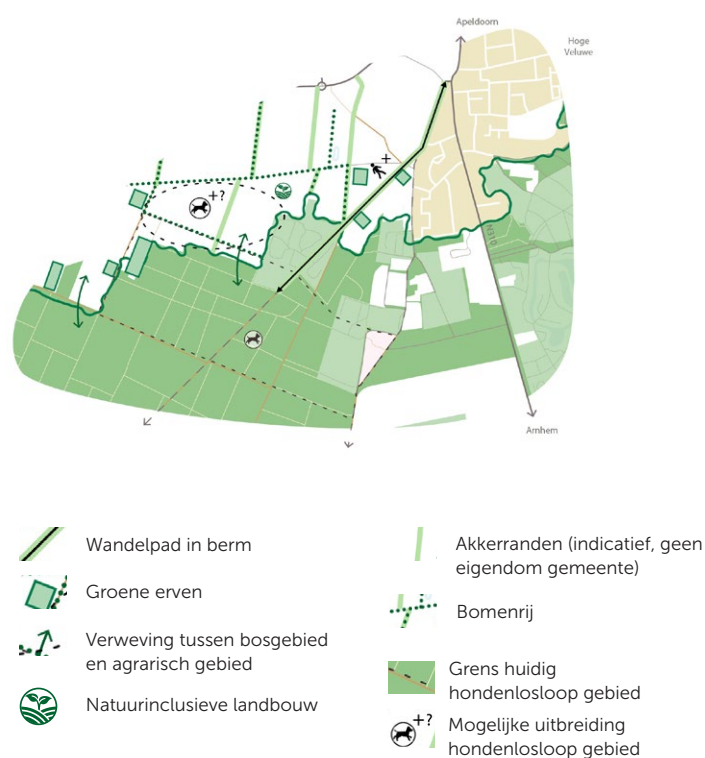 Apeldoorn
Hoge
Veluwe
+
+?
N310
Arnhem
Wandelpad in berm
Groene erven
Verweving tussen bosgebied
en agrarisch gebied
Natuurinclusieve landbouw
Akkerranden (indicatief, geen
eigendom gemeente)
Bomenrij
Grens huidig
hondenlosloop gebied
+?
Mogelijke uitbreiding
hondenlosloop gebied